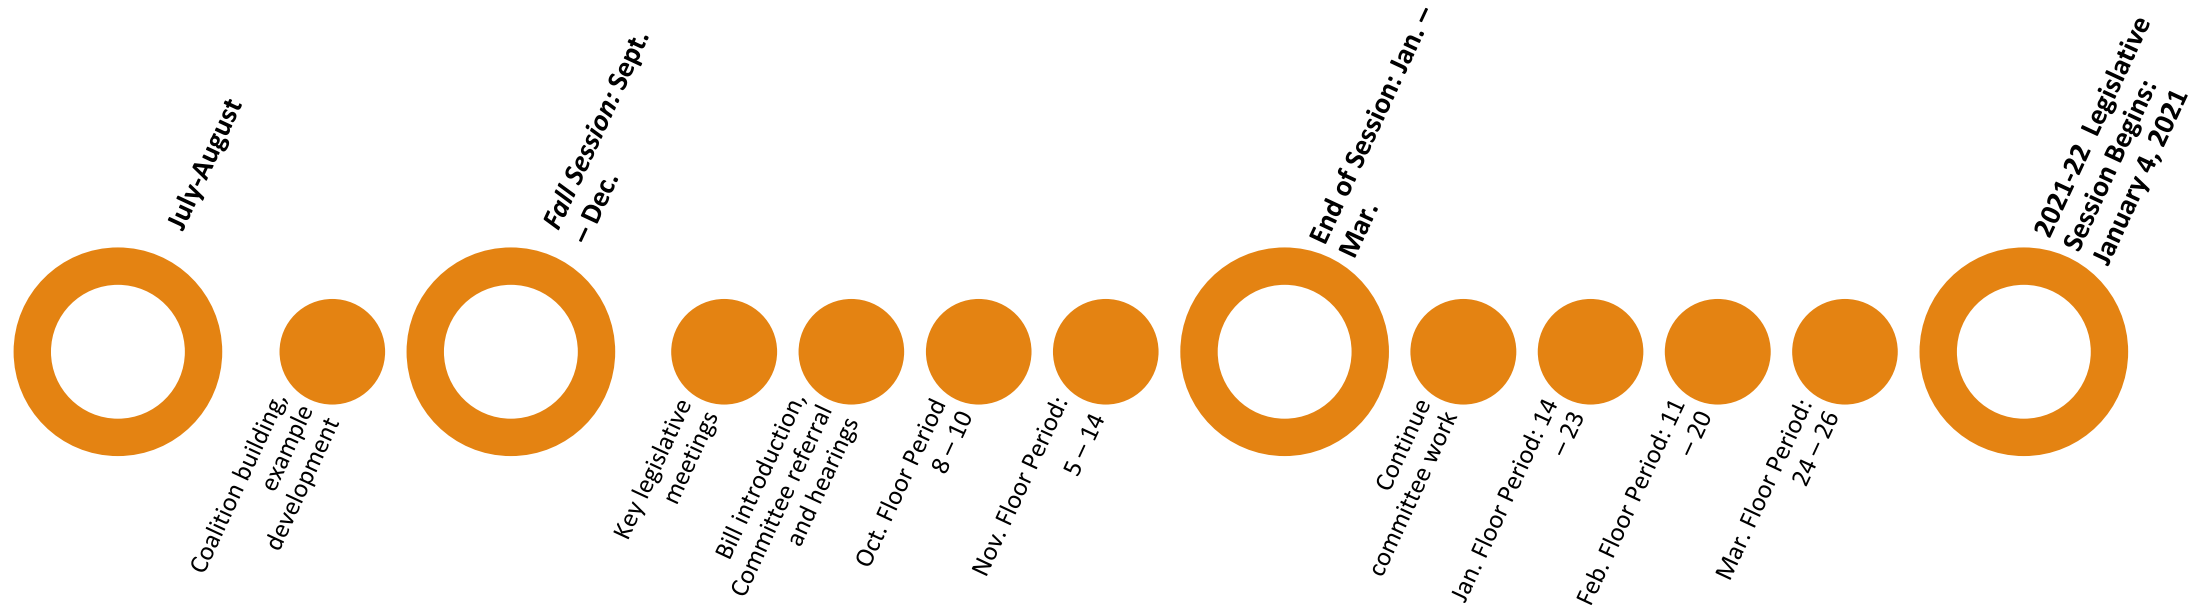 July-August
Coalition building,
example
development
Fall Session: Sept.
– Dec.
Key legislative
meetings
Bill introduction,
Committee referral
and hearings
Oct. Floor Period
8 – 10
Nov. Floor Period:
5 – 14
End of Session: Jan. –
Mar.
Continue
committee work
Jan. Floor Period: 14
– 23
Feb. Floor Period: 11
– 20
Mar. Floor Period:
24 – 26
2021-22 Legislative
Session Begins:
January 4, 2021